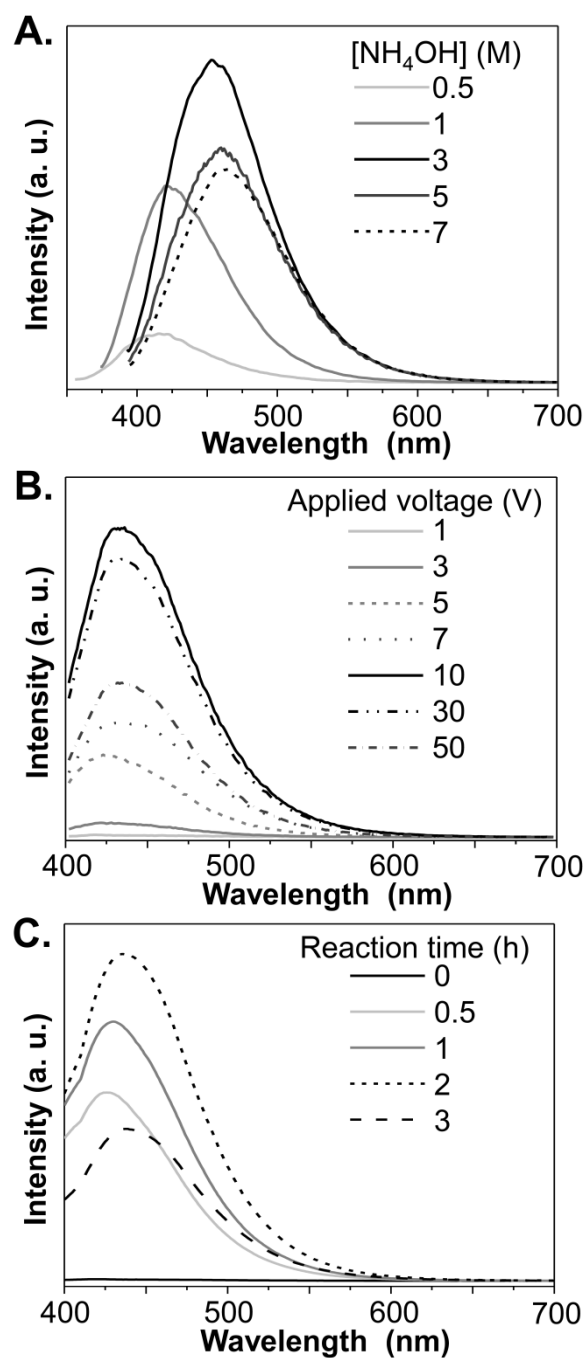 A.
[NH₄OH] (M)
0.5
1
3
5
7
Intensity (a. u.)
400 500 600 700
Wavelength (nm)
B.
Applied voltage (V)
1
3
5
7
10
30
50
Intensity (a. u.)
400 500 600 700
Wavelength (nm)
C.
Reaction time (h)
0
0.5
1
2
3
Intensity (a. u.)
400 500 600 700
Wavelength (nm)